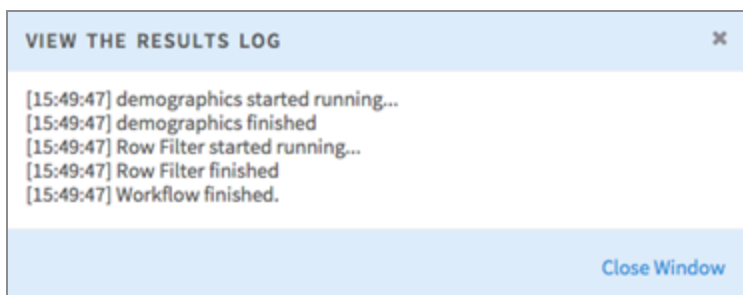 VIEW THE RESULTS LOG
[15:49:47] demographics started running...
[15:49:47] demographics finished
[15:49:47] Row Filter started running...
[15:49:47] Row Filter finished
[15:49:47] Workflow finished.
Close Window